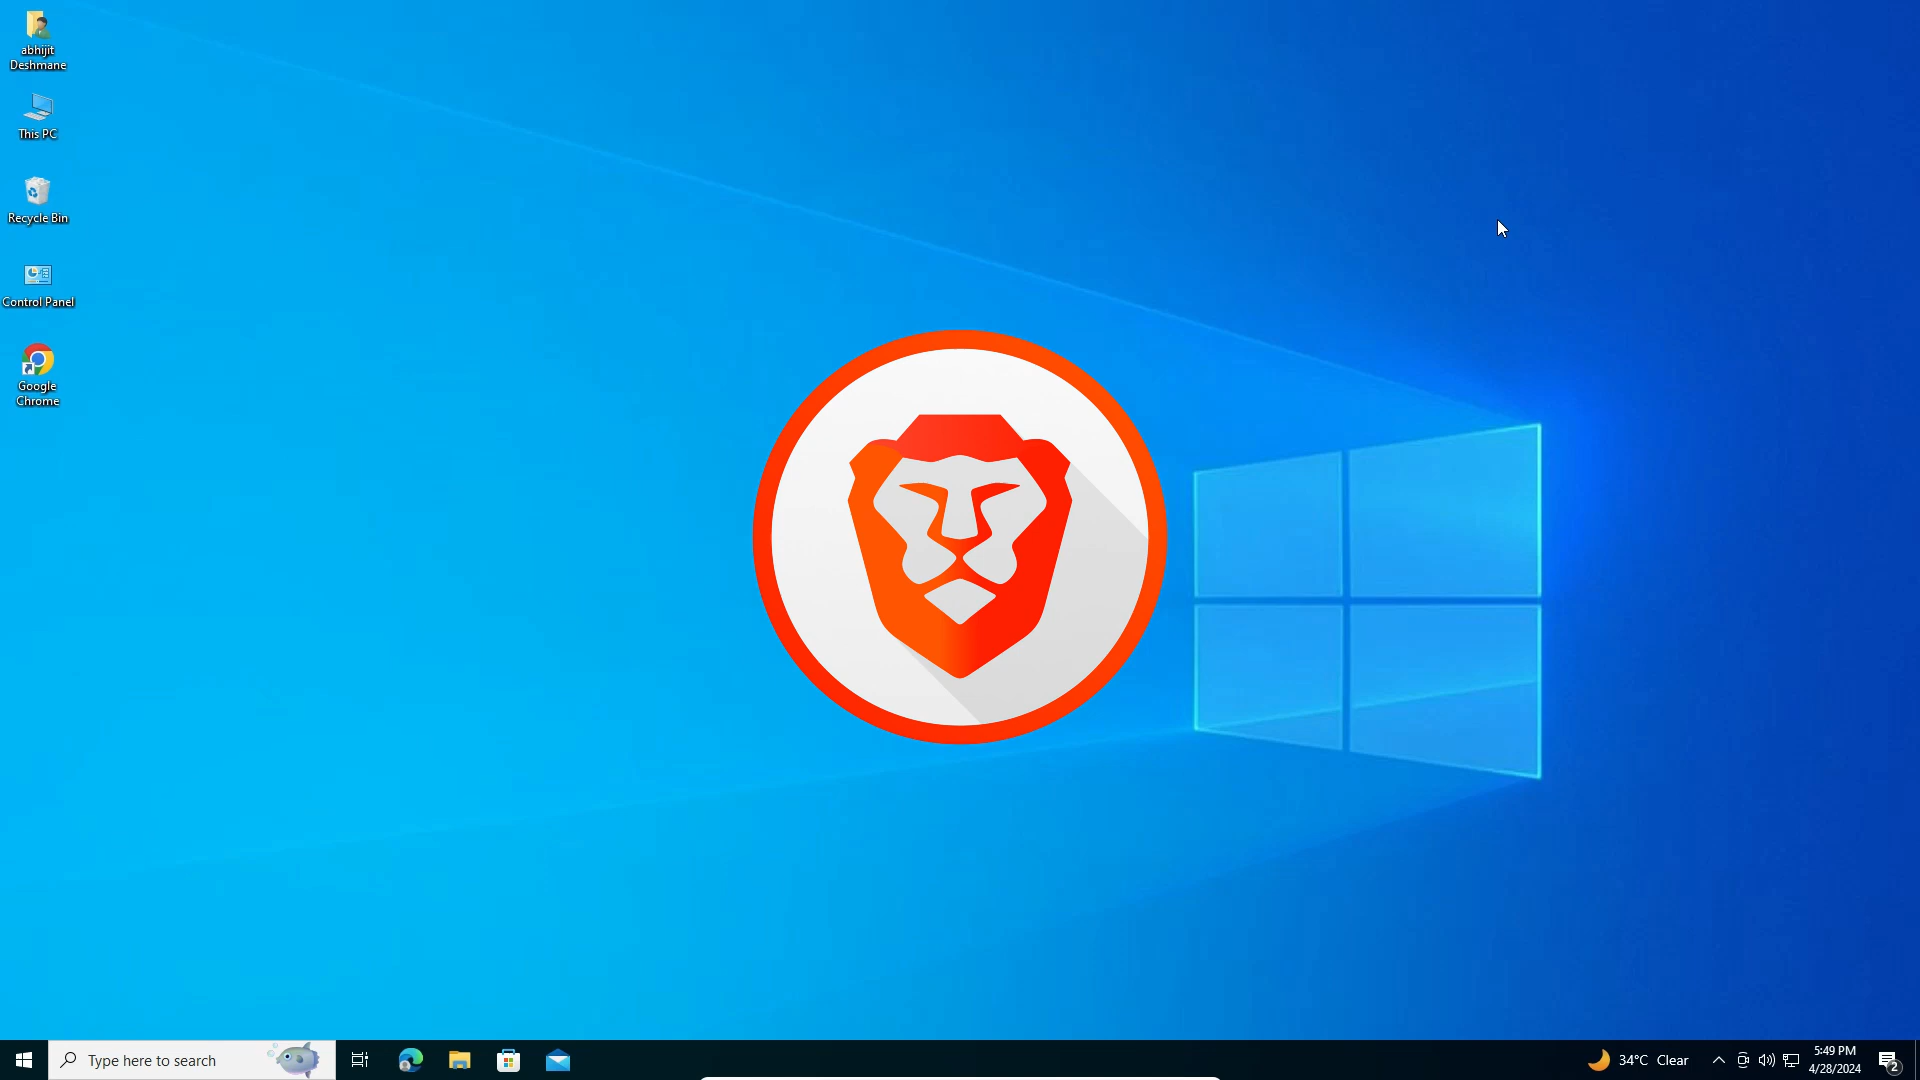 abhijit
Deshmane
This PC
Recycle Bin
Control Panel
Google
Chrome
Type here to search
34°C Clear
5:49 PM
4/28/2024
2